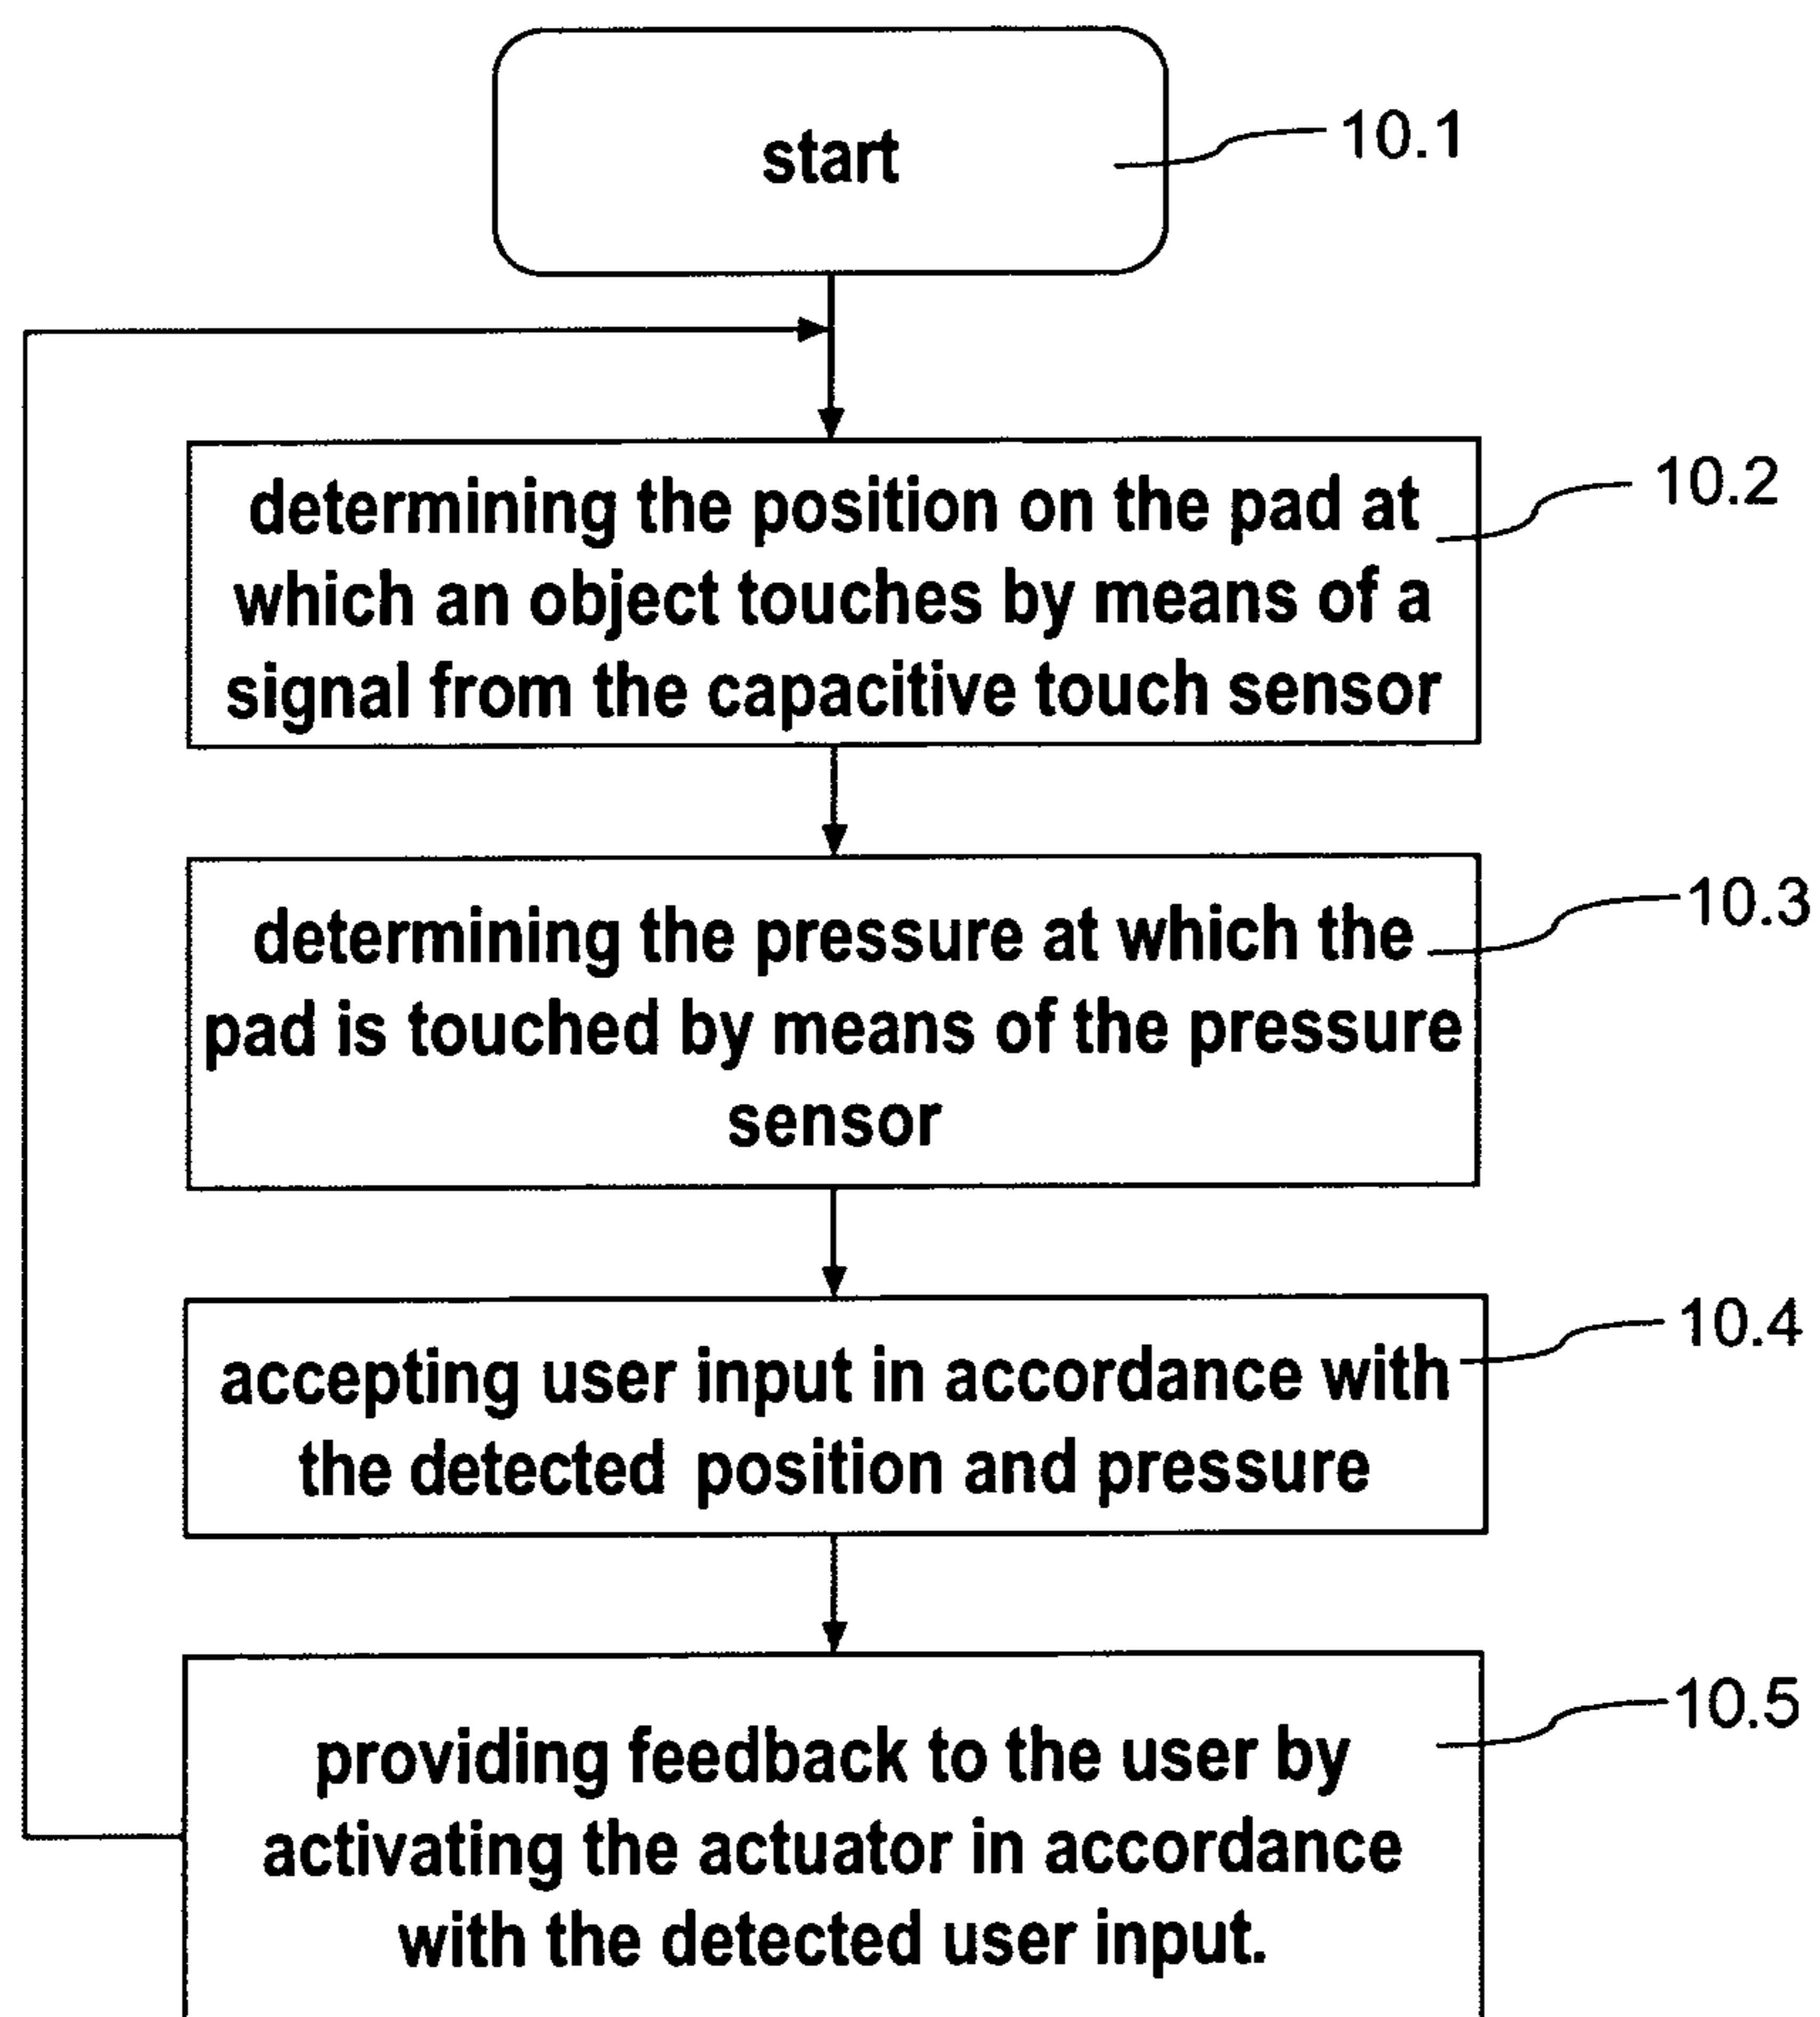 start
10.1
determining the position on the pad at
which an object touches by means of a
signal from the capacitive touch sensor
10.2
determining the pressure at which the
pad is touched by means of the pressure
sensor
10.3
accepting user input in accordance with
the detected position and pressure
10.4
providing feedback to the user by
activating the actuator in accordance
with the detected user input.
10.5